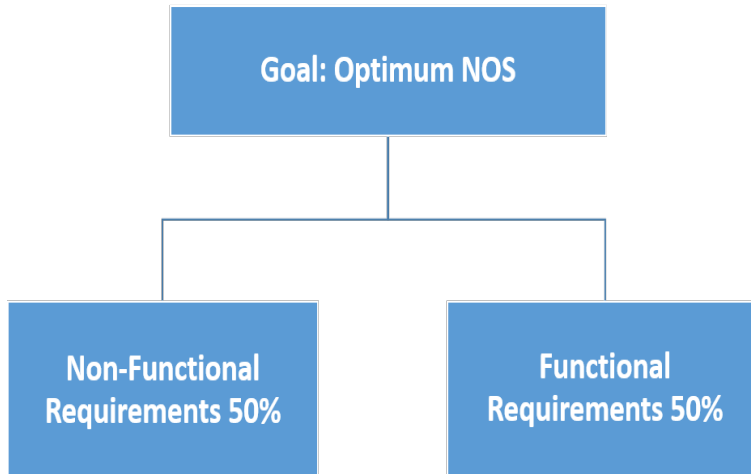 Goal: Optimum NOS
Non-Functional
Requirements 50%
Functional
Requirements 50%